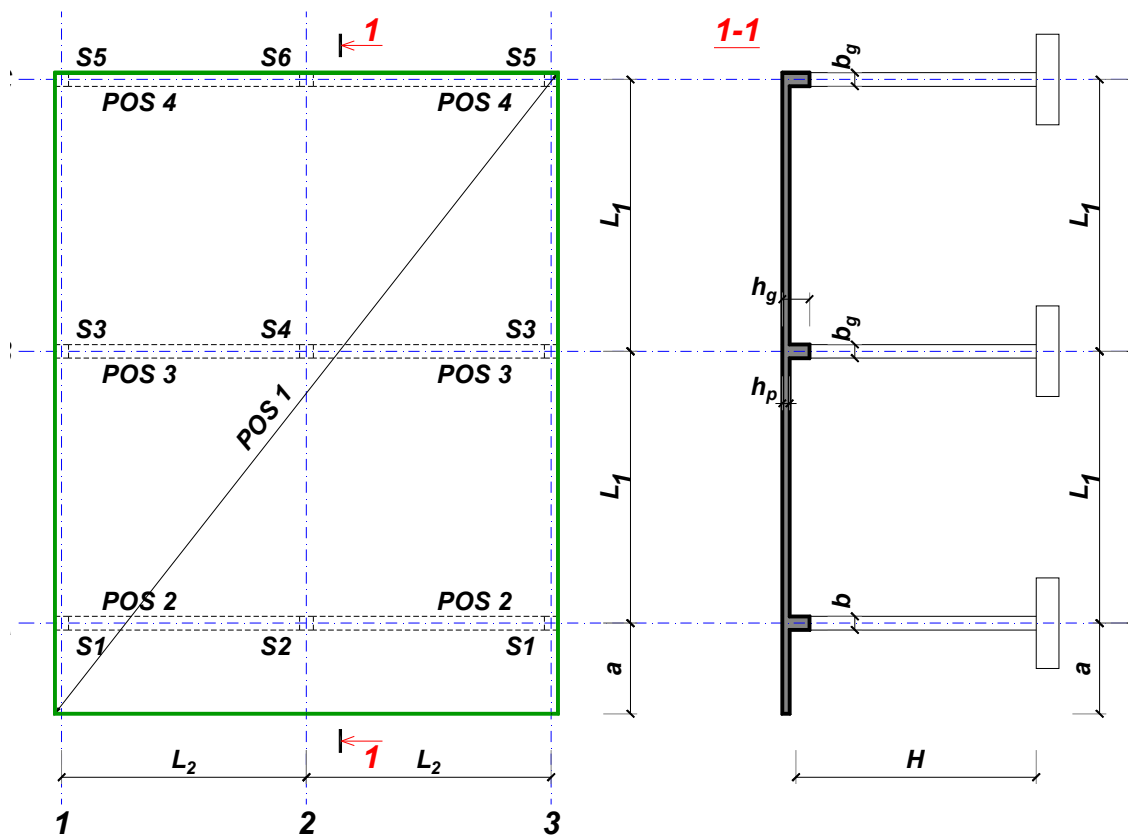 1
1-1
S5 S6 S5
POS 4 POS 4
b_g
L_1 L_1
h_g
b_g
S3 S4 S3
POS 3 POS 3
h_p
POS 1
L_1 L_1
POS 2 POS 2
b
S1 S2 S1
a a
1
L_2 L_2
H
1 2 3